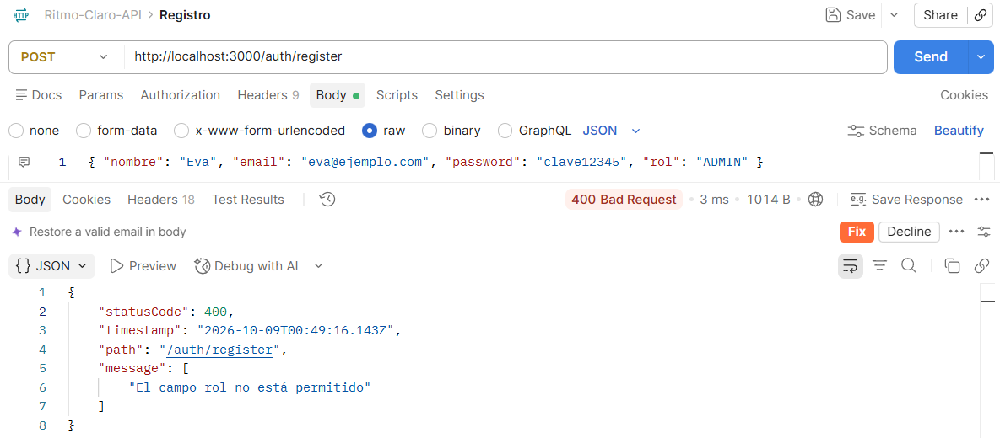 HTTP Ritmo-Claro-API > Registro Save Share
POST http://localhost:3000/auth/register Send
Docs Params Authorization Headers 9 Body Scripts Settings Cookies
none form-data x-www-form-urlencoded raw binary GraphQL JSON Schema Beautify
1 { "nombre": "Eva", "email": "eva@ejemplo.com", "password": "clave12345", "rol": "ADMIN" }
Body Cookies Headers 18 Test Results 400 Bad Request • 3 ms • 1014 B • e.g. Save Response
Restore a valid email in body Fix Decline
{} JSON Preview Debug with AI
1 {
2 "statusCode": 400,
3 "timestamp": "2026-10-09T00:49:16.143Z",
4 "path": "/auth/register",
5 "message": [
6 "El campo rol no está permitido"
7 ]
8 }